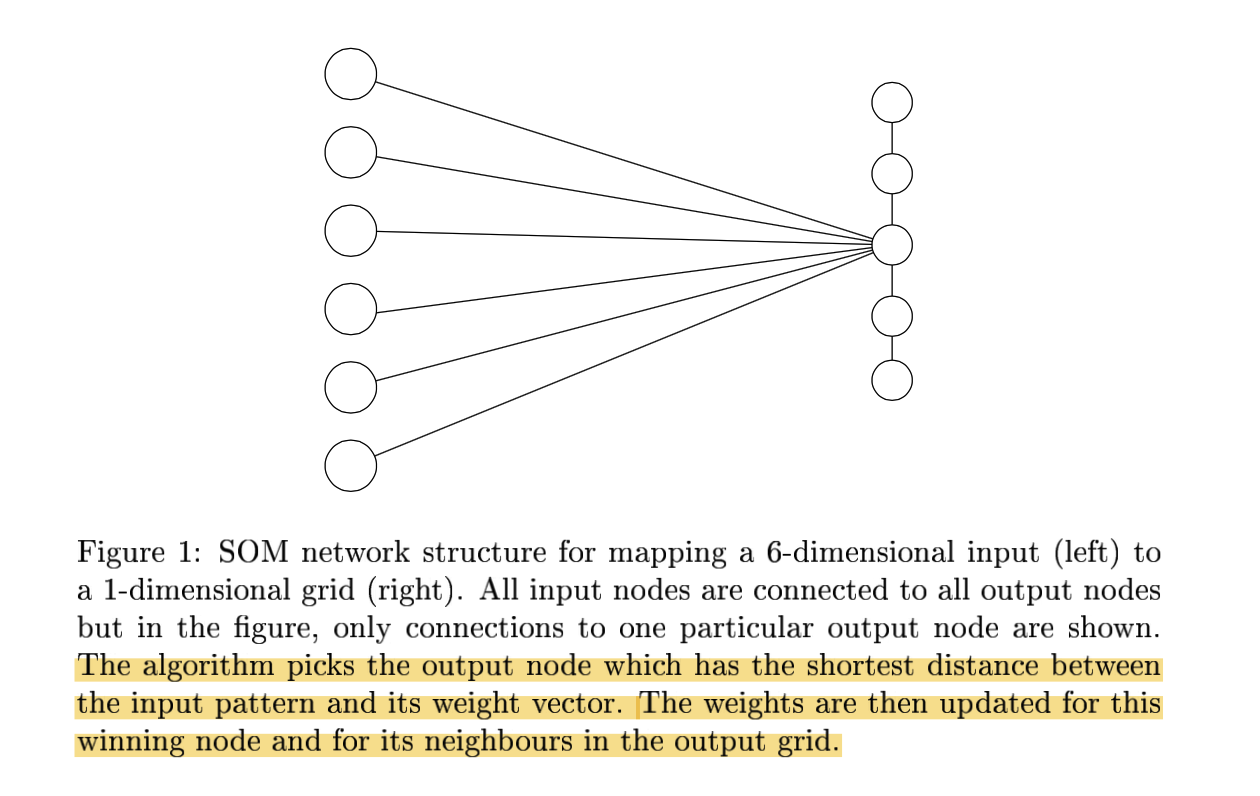 Figure 1: SOM network structure for mapping a 6-dimensional input (left) to
a 1-dimensional grid (right). All input nodes are connected to all output nodes
but in the figure, only connections to one particular output node are shown.
The algorithm picks the output node which has the shortest distance between
the input pattern and its weight vector. The weights are then updated for this
winning node and for its neighbours in the output grid.